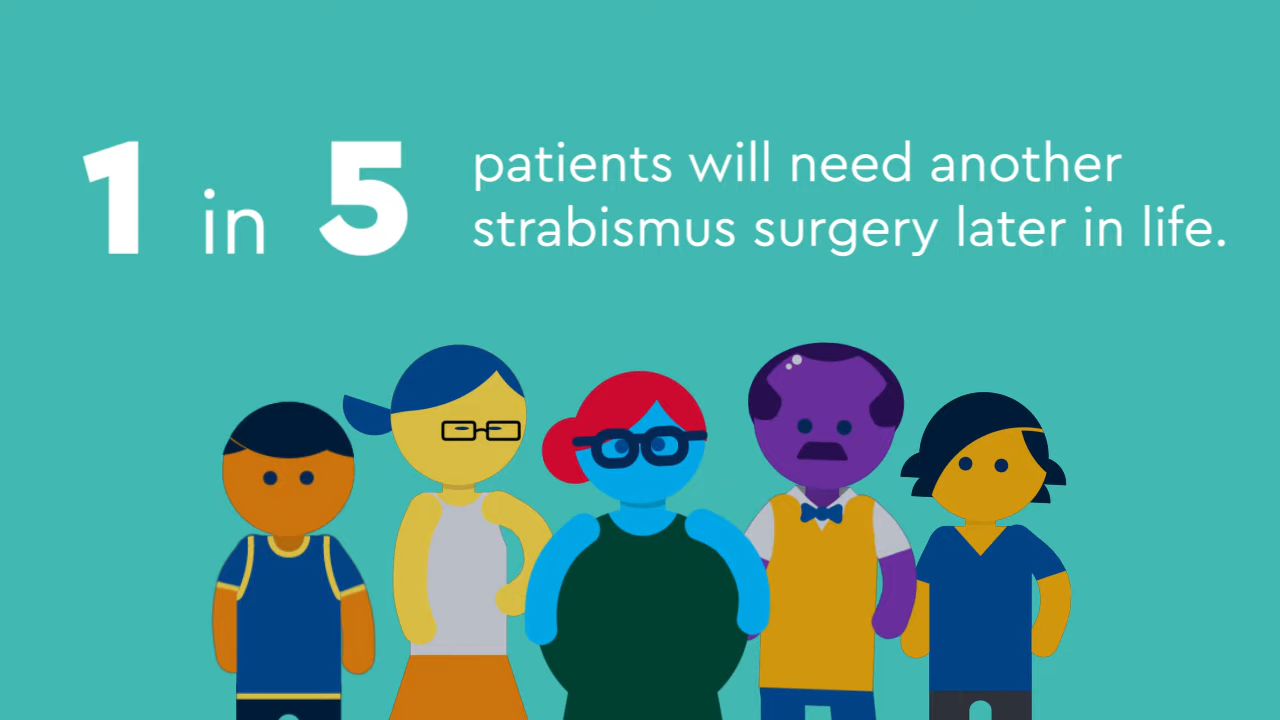 1 in 5 patients will need another
strabismus surgery later in life.